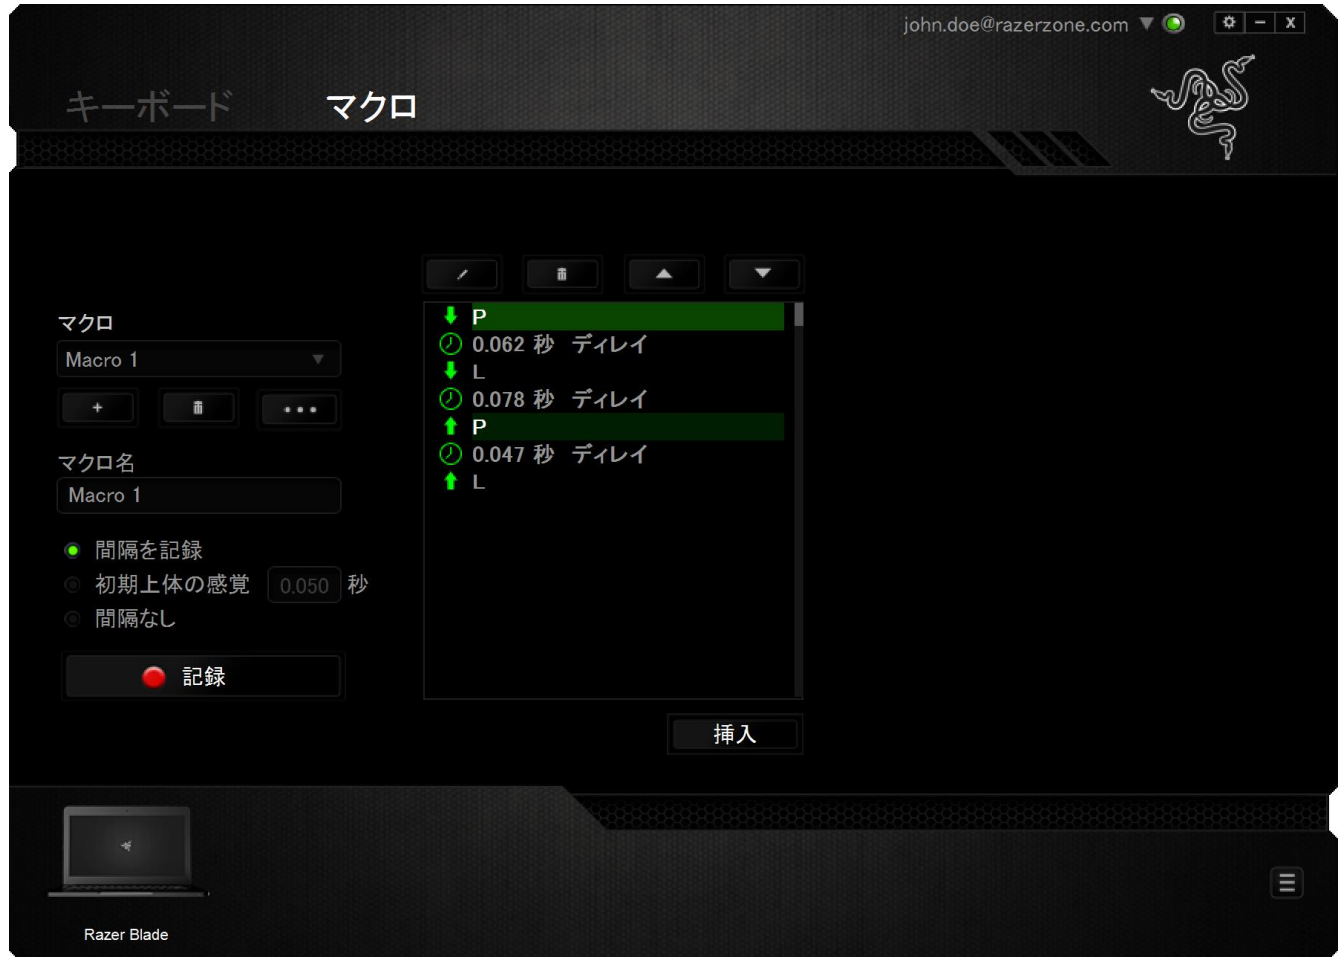 john.doe@razerzone.com
キーボード マクロ
マクロ
Macro 1
マクロ名
Macro 1
間隔を記録
初期上体の感覚 0.050 秒
間隔なし
記録
P
0.062 秒 ディレイ
L
0.078 秒 ディレイ
P
0.047 秒 ディレイ
L
挿入
Razer Blade